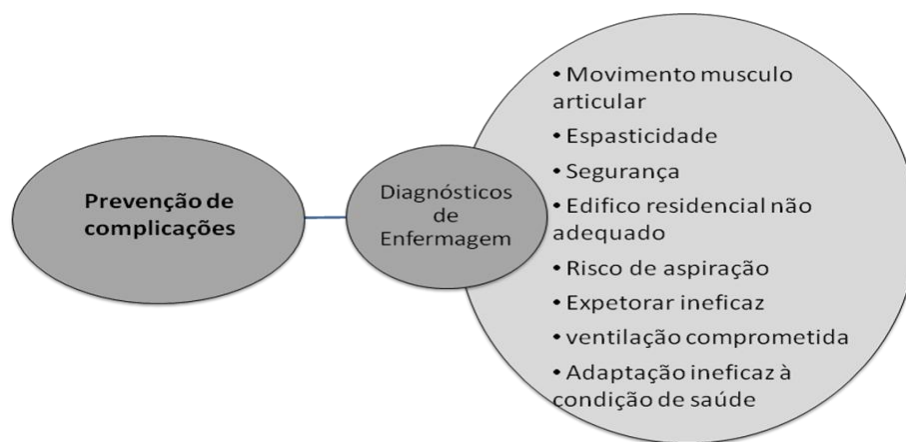 Prevenção de
complicações
Diagnósticos
de
Enfermagem
• Movimento musculo
articular
• Espasticidade
• Segurança
• Edifico residencial não
adequado
• Risco de aspiração
• Expetorar ineficaz
• ventilação comprometida
• Adaptação ineficaz à
condição de saúde